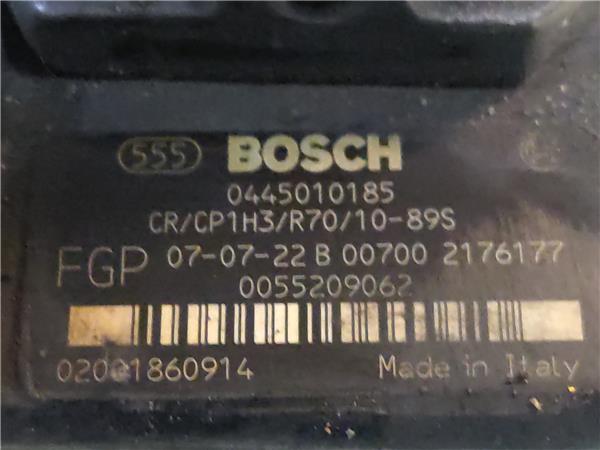 555 BOSCH
0445010185
CR/CP1H3/R70/10-89S
FGP 07-07-22 B 00700 2176177
0055209062
02001860914 Made in Italy